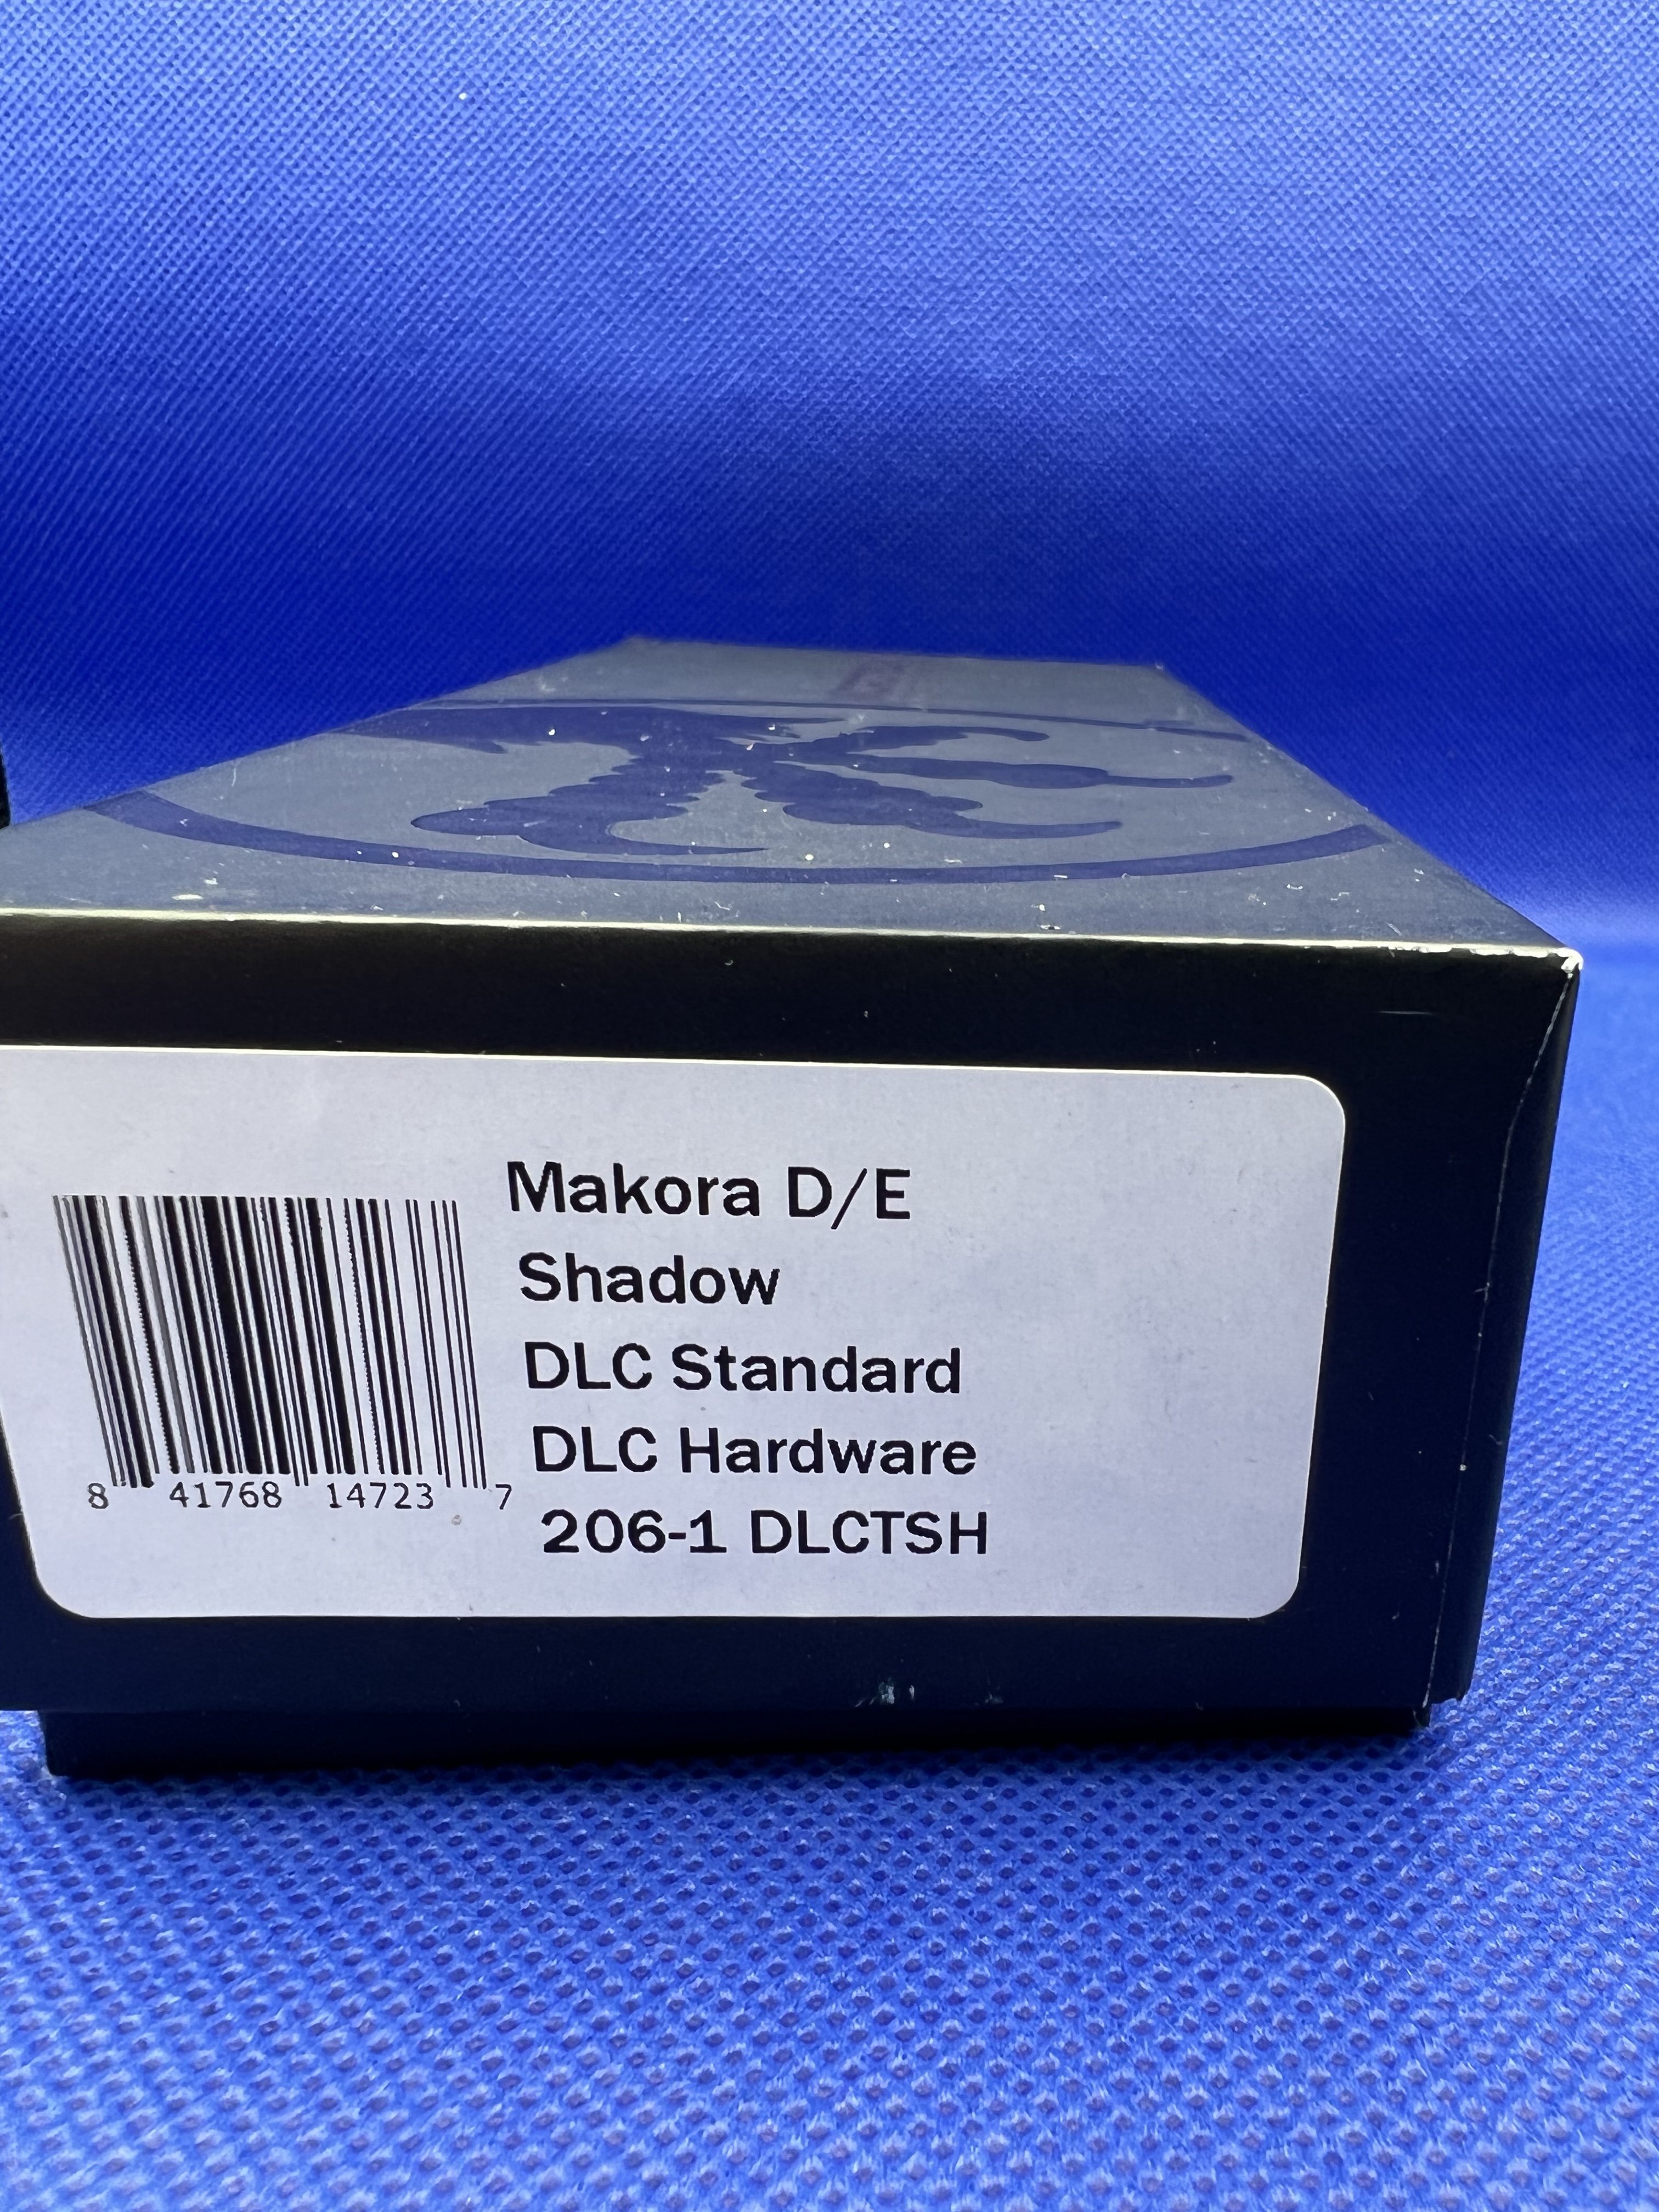 Makora D/E
Shadow
DLC Standard
DLC Hardware
206-1 DLCTSH
8 41768 14723 7